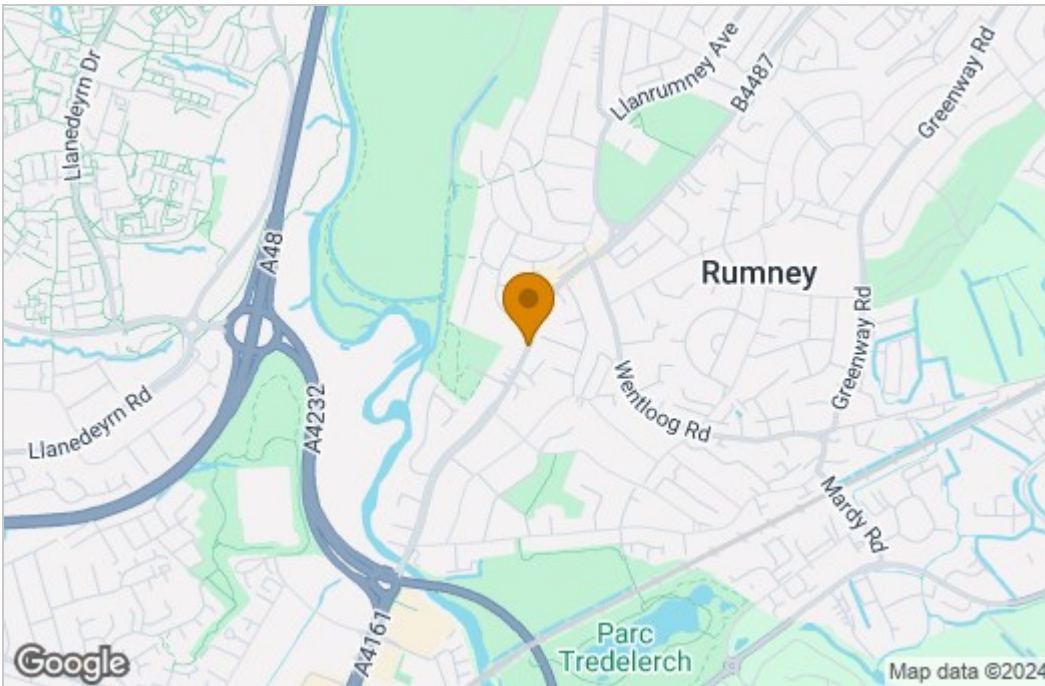 Llanrumney Ave
B4487
Greenway Rd
Llanedeyrn Dr
A48
Rumney
Greenway Rd
A4232
Wentloog Rd
Llanedeyrn Rd
Mardy Rd
A4161
Parc
Tredelerch
Google
Map data ©2024